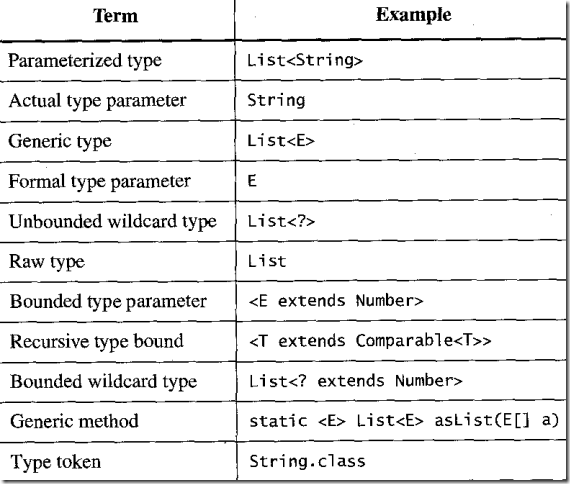 Term Example
Parameterized type List<String>
Actual type parameter String
Generic type List<E>
Formal type parameter E
Unbounded wildcard type List<?>
Raw type List
Bounded type parameter <E extends Number>
Recursive type bound <T extends Comparable<T>>
Bounded wildcard type List<? extends Number>
Generic method static <E> List<E> asList(E[] a)
Type token String.class